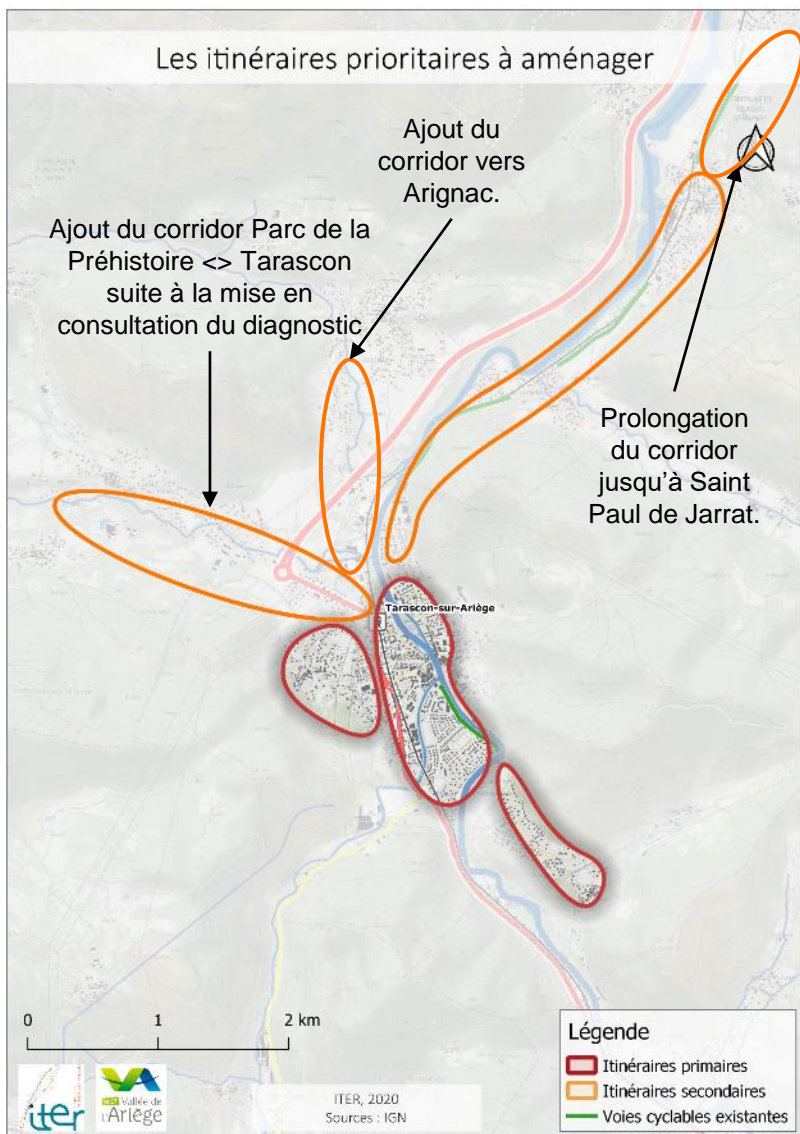 Les itinéraires prioritaires à aménager
Ajout du
corridor vers
Arignac.
Ajout du corridor Parc de la
Préhistoire <> Tarascon
suite à la mise en
consultation du diagnostic
Prolongation
du corridor
jusqu’à Saint
Paul de Jarrat.
Tarascon-sur-Ariège
0 1 2 km
iter
Vallée de
l'Ariège
ITER, 2020
Sources : IGN
Légende
Itinéraires primaires
Itinéraires secondaires
Voies cyclables existantes